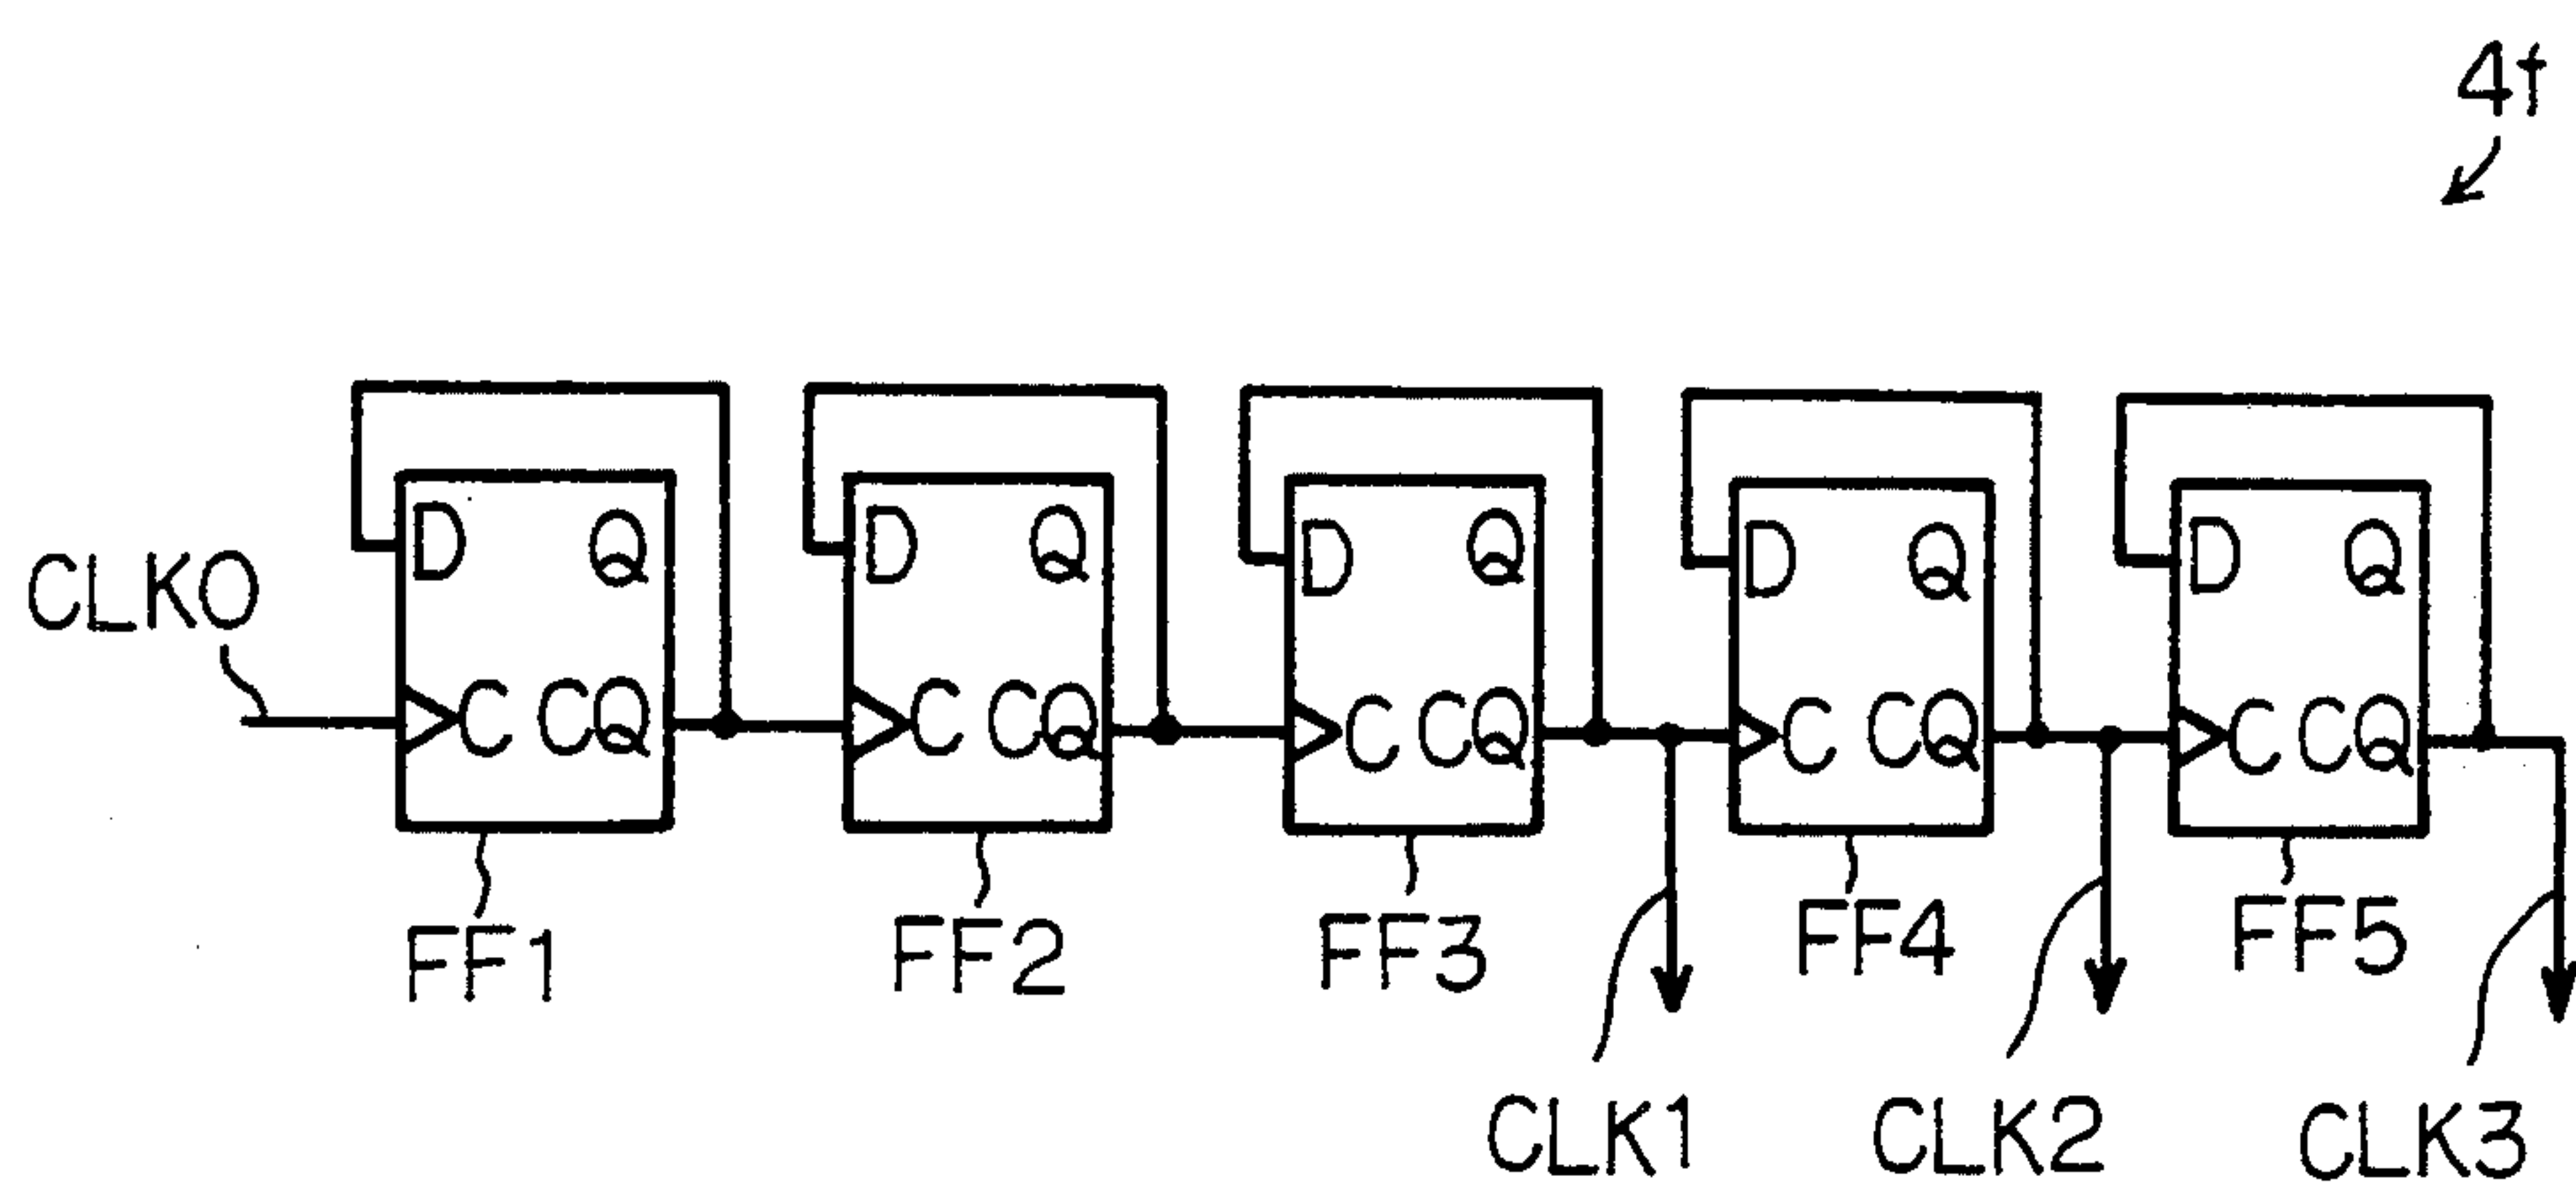 4f
D Q D Q D Q D Q D Q
CLK0
C CQ C CQ C CQ C CQ C CQ
FF1 FF2 FF3 FF4 FF5
CLK1 CLK2 CLK3